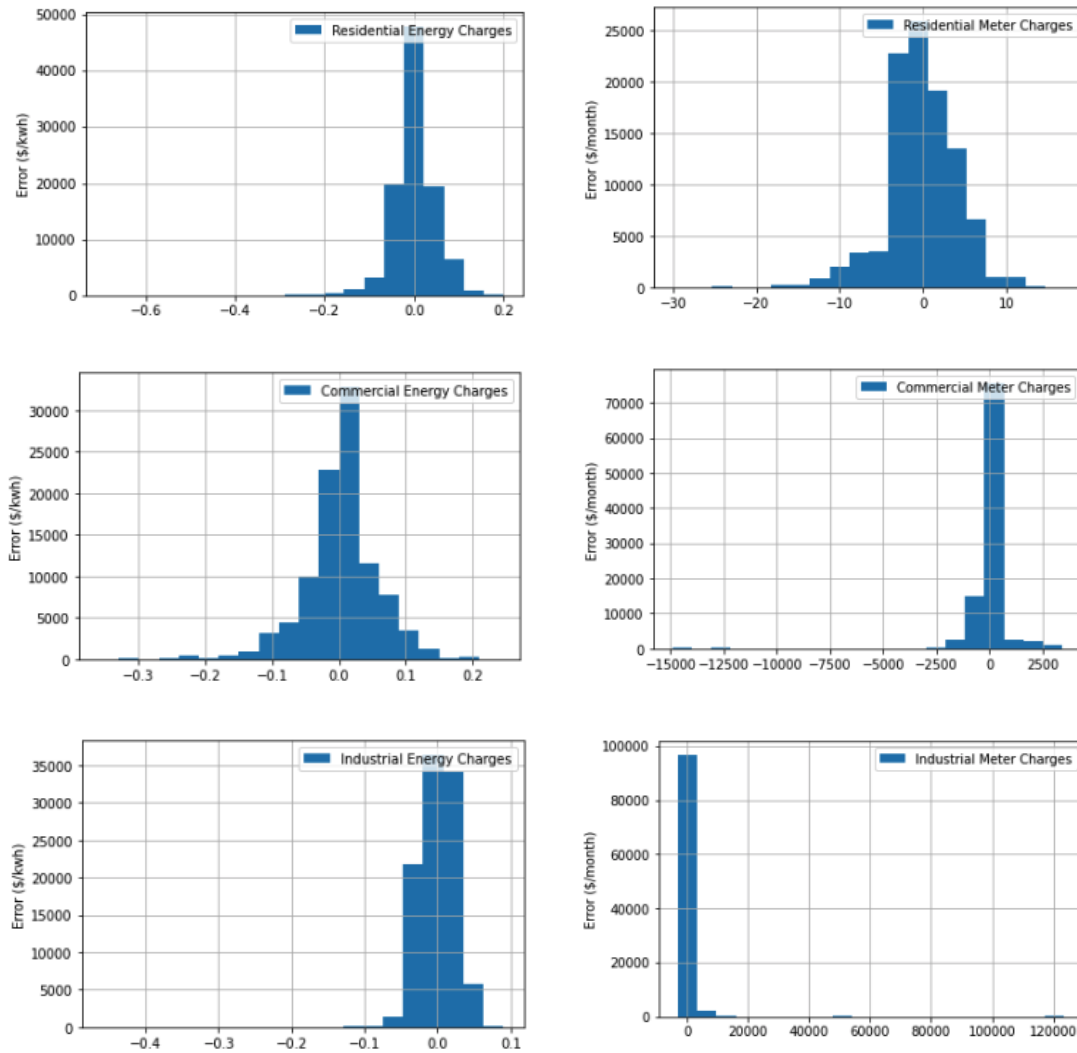 Residential Energy Charges
Error ($/kwh)
50000
40000
30000
20000
10000
0
−0.6 −0.4 −0.2 0.0 0.2
Residential Meter Charges
Error ($/month)
25000
20000
15000
10000
5000
0
−30 −20 −10 0 10
Commercial Energy Charges
Error ($/kwh)
30000
25000
20000
15000
10000
5000
0
−0.3 −0.2 −0.1 0.0 0.1 0.2
Commercial Meter Charges
Error ($/month)
70000
60000
50000
40000
30000
20000
10000
0
−15000 −12500 −10000 −7500 −5000 −2500 0 2500
Industrial Energy Charges
Error ($/kwh)
35000
30000
25000
20000
15000
10000
5000
0
−0.4 −0.3 −0.2 −0.1 0.0 0.1
Industrial Meter Charges
Error ($/month)
100000
80000
60000
40000
20000
0
0 20000 40000 60000 80000 100000 120000